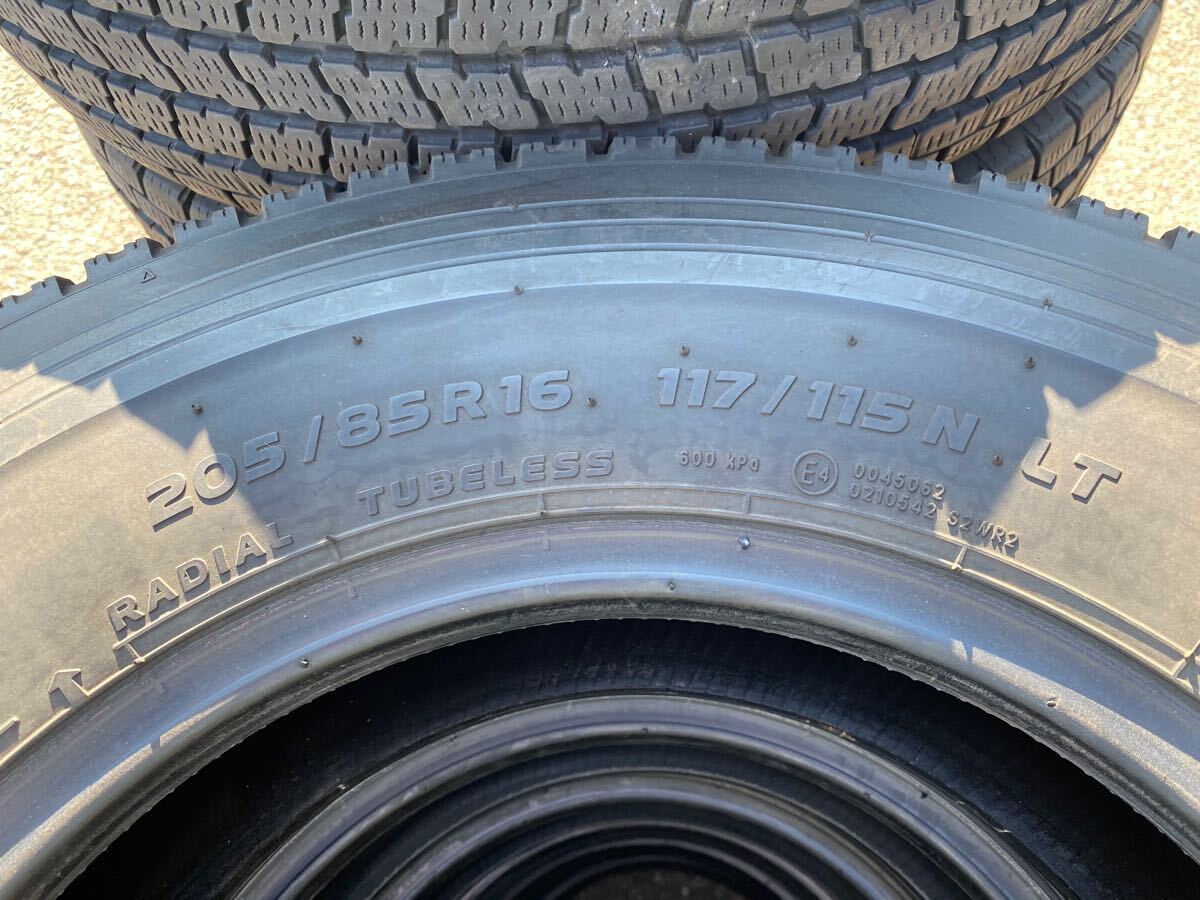 205/85R16 117/115N LT
RADIAL TUBELESS 600 kPa E4 0045062
0210542 S2WR2